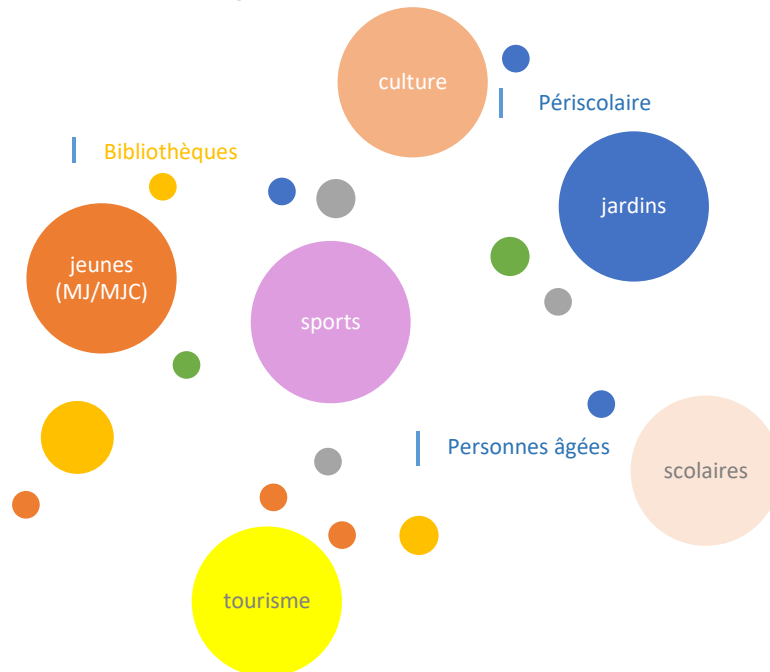 culture
Périscolaire
Bibliothèques
jardins
jeunes
(MJ/MJC)
sports
Personnes âgées
scolaires
tourisme